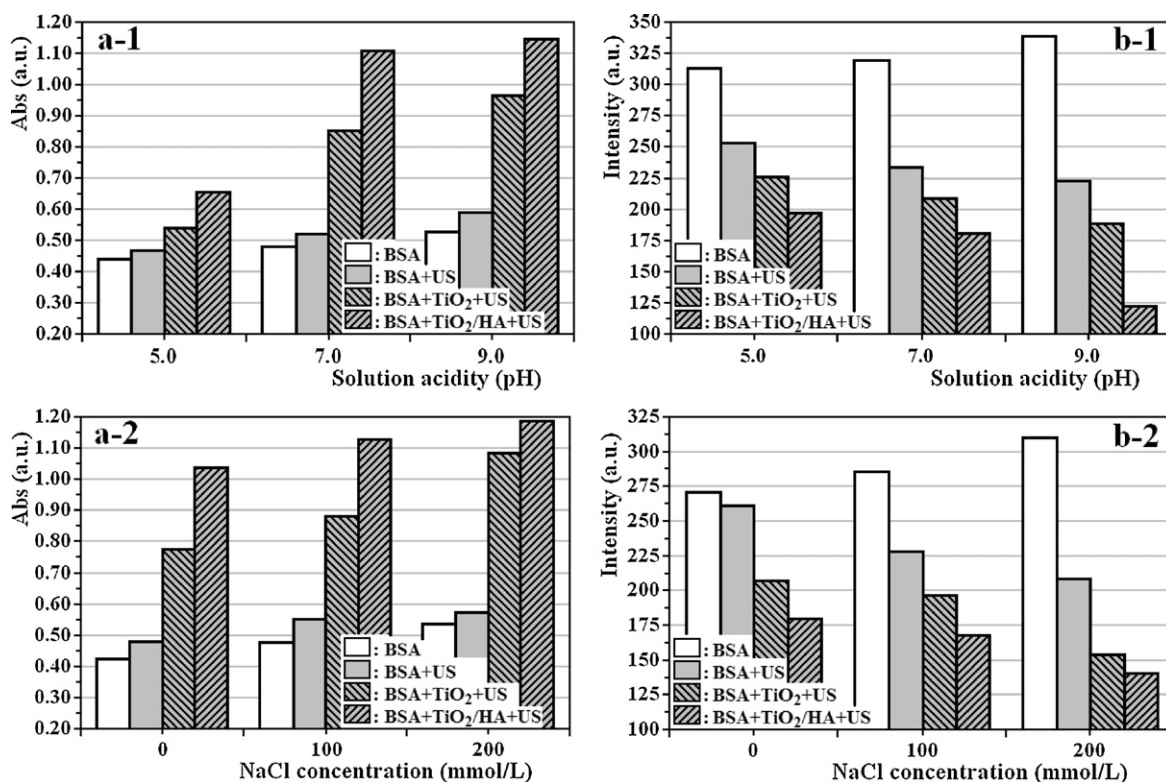 a-1
Abs (a.u.)
1.20
1.10
1.00
0.90
0.80
0.70
0.60
0.50
0.40
0.30
0.20
: BSA
: BSA+US
: BSA+TiO₂+US
: BSA+TiO₂/HA+US
5.0 7.0 9.0
Solution acidity (pH)
b-1
Intensity (a.u.)
350
325
300
275
250
225
200
175
150
125
100
: BSA
: BSA+US
: BSA+TiO₂+US
: BSA+TiO₂/HA+US
5.0 7.0 9.0
Solution acidity (pH)
a-2
Abs (a.u.)
1.20
1.10
1.00
0.90
0.80
0.70
0.60
0.50
0.40
0.30
0.20
: BSA
: BSA+US
: BSA+TiO₂+US
: BSA+TiO₂/HA+US
0 100 200
NaCl concentration (mmol/L)
b-2
Intensity (a.u.)
325
300
275
250
225
200
175
150
125
100
: BSA
: BSA+US
: BSA+TiO₂+US
: BSA+TiO₂/HA+US
0 100 200
NaCl concentration (mmol/L)